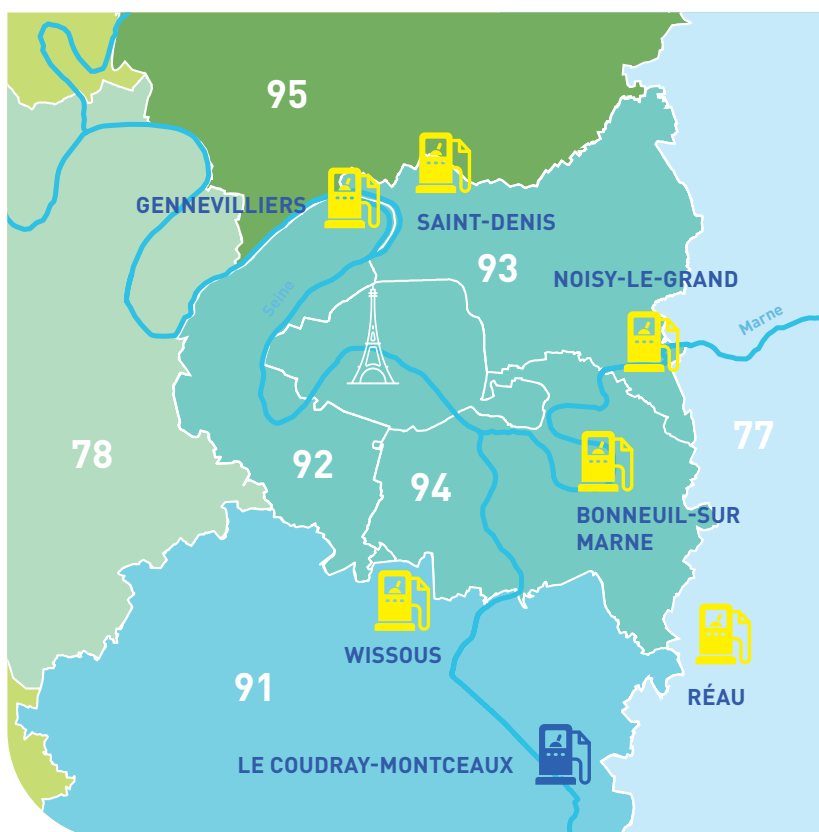 95
GENNEVILLIERS
SAINT-DENIS
93
NOISY-LE-GRAND
Seine
Marne
78
92
94
77
BONNEUIL-SUR
MARNE
WISSOUS
91
RÉAU
LE COUDRAY-MONTCEAUX